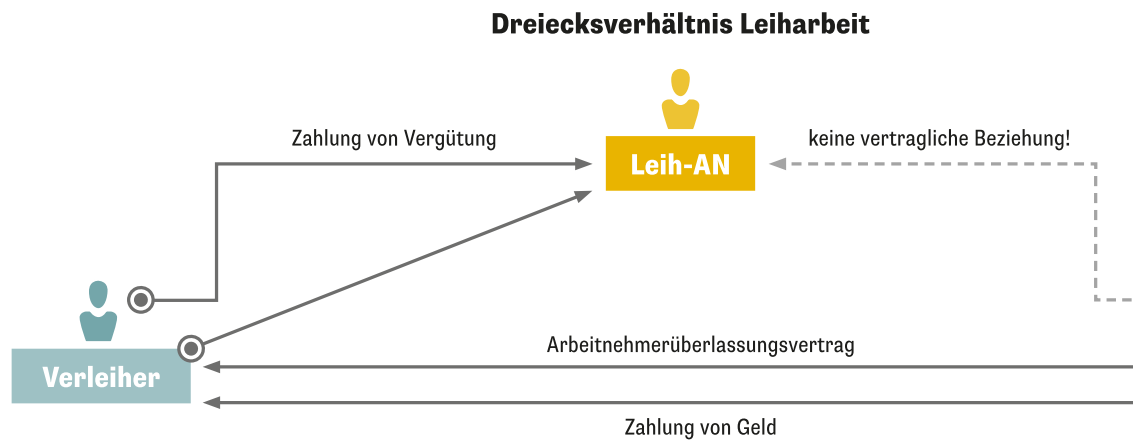 Dreiecksverhältnis Leiharbeit
Zahlung von Vergütung
keine vertragliche Beziehung!
Leih-AN
Arbeitnehmerüberlassungsvertrag
Verleiher
Zahlung von Geld